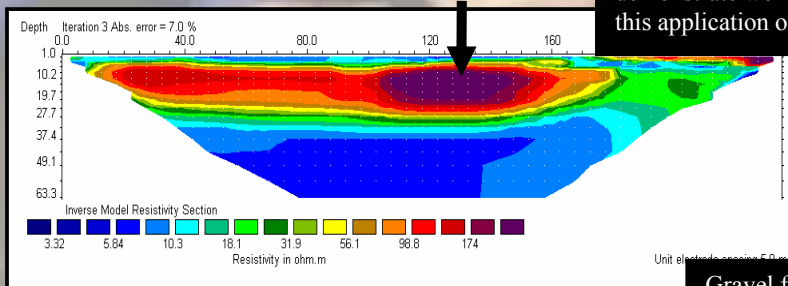 this application o
Depth Iteration 3 Abs. error = 7.0 %
0.0 40.0 80.0 120 160
1.0
10.2
19.7
27.7
37.4
49.1
63.3
Inverse Model Resistivity Section
3.32 5.84 10.3 18.1 31.9 56.1 98.8 174
Resistivity in ohm.m
Unit electrode spacing 5.0 m
Gravel f